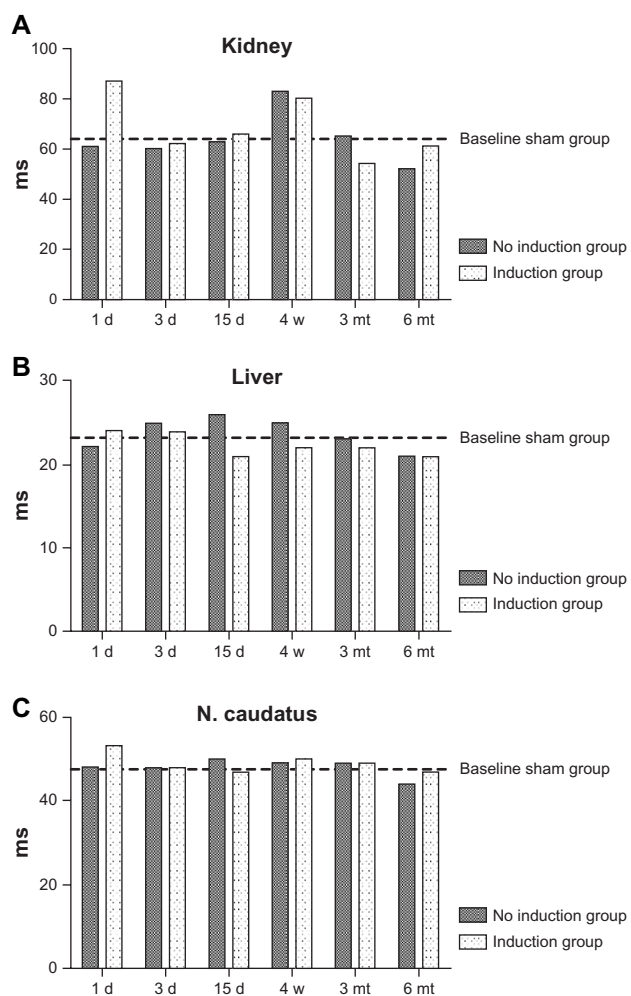 A
Kidney
100
80
60
40
20
0
ms
Baseline sham group
No induction group
Induction group
1 d 3 d 15 d 4 w 3 mt 6 mt
B
Liver
30
20
10
0
ms
Baseline sham group
No induction group
Induction group
1 d 3 d 15 d 4 w 3 mt 6 mt
C
N. caudatus
60
40
20
0
ms
Baseline sham group
No induction group
Induction group
1 d 3 d 15 d 4 w 3 mt 6 mt